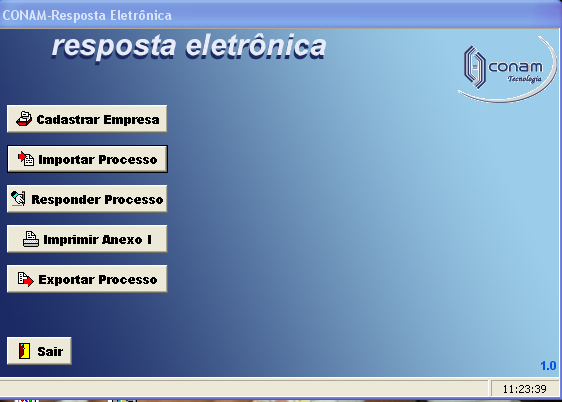 CONAM-Resposta Eletrônica
resposta eletrônica
conam
Tecnologia
Cadastrar Empresa
Importar Processo
Responder Processo
Imprimir Anexo I
Exportar Processo
Sair
1.0
11:23:39